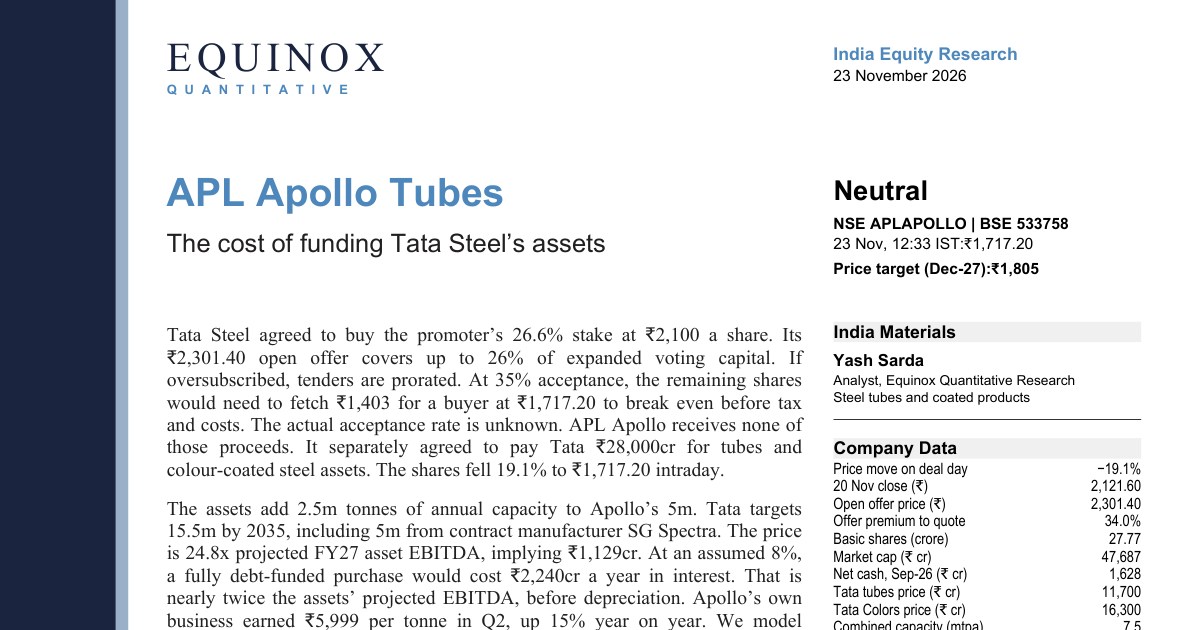 EQUINOX
QUANTITATIVE
India Equity Research
23 November 2026
APL Apollo Tubes
The cost of funding Tata Steel’s assets
Tata Steel agreed to buy the promoter’s 26.6% stake at ₹2,100 a share. Its
₹2,301.40 open offer covers up to 26% of expanded voting capital. If
oversubscribed, tenders are prorated. At 35% acceptance, the remaining shares
would need to fetch ₹1,403 for a buyer at ₹1,717.20 to break even before tax
and costs. The actual acceptance rate is unknown. APL Apollo receives none of
those proceeds. It separately agreed to pay Tata ₹28,000cr for tubes and
colour-coated steel assets. The shares fell 19.1% to ₹1,717.20 intraday.
The assets add 2.5m tonnes of annual capacity to Apollo’s 5m. Tata targets
15.5m by 2035, including 5m from contract manufacturer SG Spectra. The price
is 24.8x projected FY27 asset EBITDA, implying ₹1,129cr. At an assumed 8%,
a fully debt-funded purchase would cost ₹2,240cr a year in interest. That is
nearly twice the assets’ projected EBITDA, before depreciation. Apollo’s own
business earned ₹5,999 per tonne in Q2, up 15% year on year. We model
Neutral
NSE APLAPOLLO | BSE 533758
23 Nov, 12:33 IST:₹1,717.20
Price target (Dec-27):₹1,805
India Materials
Yash Sarda
Analyst, Equinox Quantitative Research
Steel tubes and coated products
Company Data
Price move on deal day −19.1%
20 Nov close (₹) 2,121.60
Open offer price (₹) 2,301.40
Offer premium to quote 34.0%
Basic shares (crore) 27.77
Market cap (₹ cr) 47,687
Net cash, Sep-26 (₹ cr) 1,628
Tata tubes price (₹ cr) 11,700
Tata Colors price (₹ cr) 16,300
Combined capacity (mtpa) 7.5